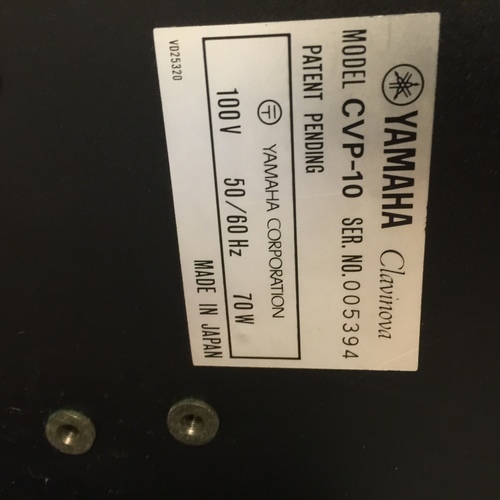 YAMAHA Clavinova
MODEL CVP-10 SER. NO. 005394
PATENT PENDING
YAMAHA CORPORATION
100V 50/60Hz 70W
MADE IN JAPAN
VD25320